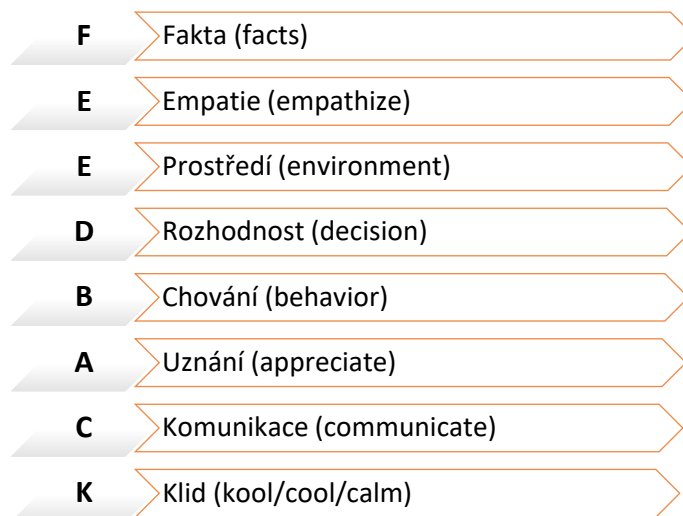 F Fakta (facts)
E Empatie (empathize)
E Prostředí (environment)
D Rozhodnost (decision)
B Chování (behavior)
A Uznání (appreciate)
C Komunikace (communicate)
K Klid (kool/cool/calm)